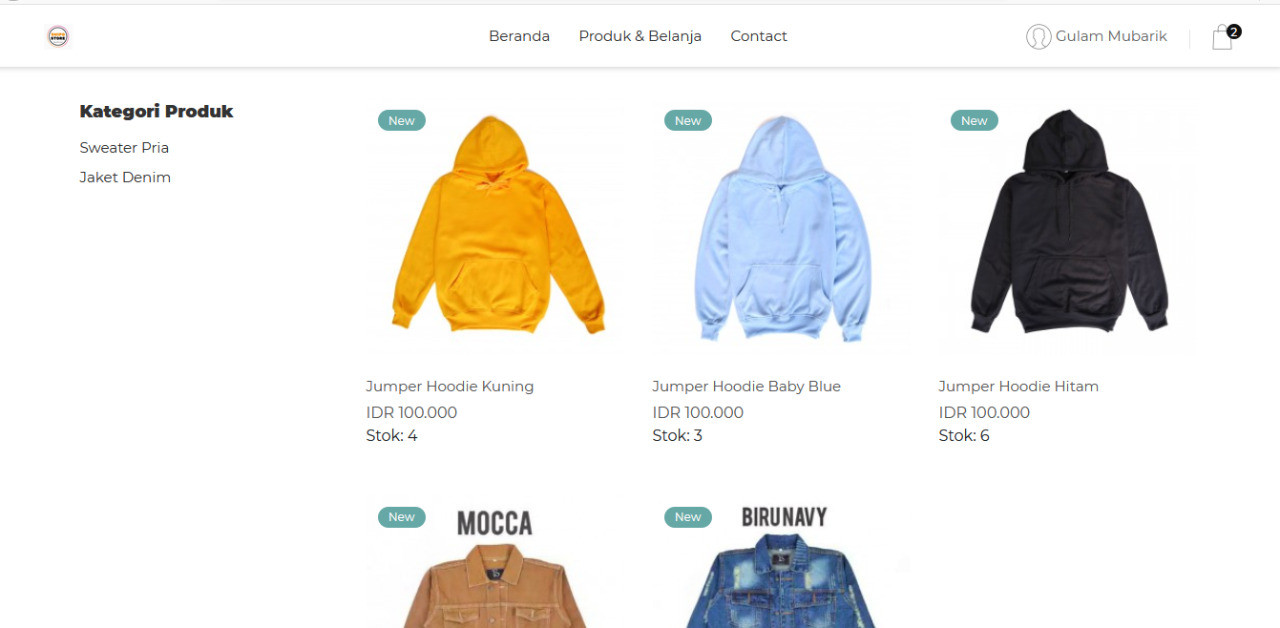 Beranda Produk & Belanja Contact Gulam Mubarik 2
Kategori Produk
Sweater Pria
Jaket Denim
New New New
Jumper Hoodie Kuning Jumper Hoodie Baby Blue Jumper Hoodie Hitam
IDR 100.000 IDR 100.000 IDR 100.000
Stok: 4 Stok: 3 Stok: 6
New MOCCA New BIRU NAVY